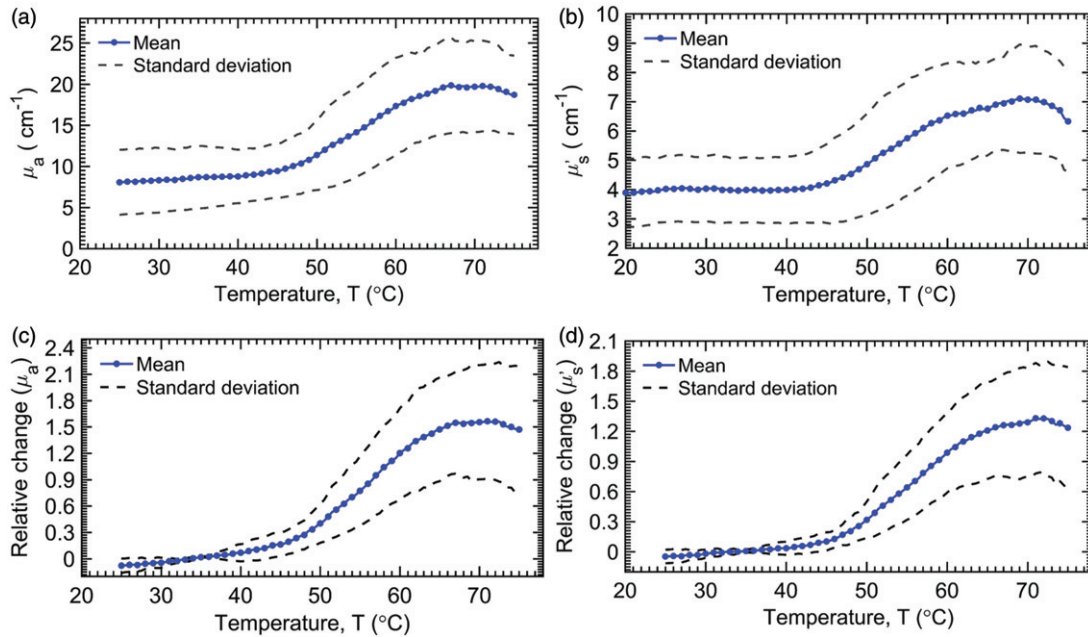 (a)
25
20
15
10
5
0
μa ( cm-1)
Mean
Standard deviation
20 30 40 50 60 70
Temperature, T (°C)
(b)
10
9
8
7
6
5
4
3
2
μ's ( cm-1)
Mean
Standard deviation
20 30 40 50 60 70
Temperature, T (°C)
(c)
2.4
2.1
1.8
1.5
1.2
0.9
0.6
0.3
0
Relative change (μa)
Mean
Standard deviation
20 30 40 50 60 70
Temperature, T (°C)
(d)
2.1
1.8
1.5
1.2
0.9
0.6
0.3
0
Relative change (μ's)
Mean
Standard deviation
20 30 40 50 60 70
Temperature, T (°C)